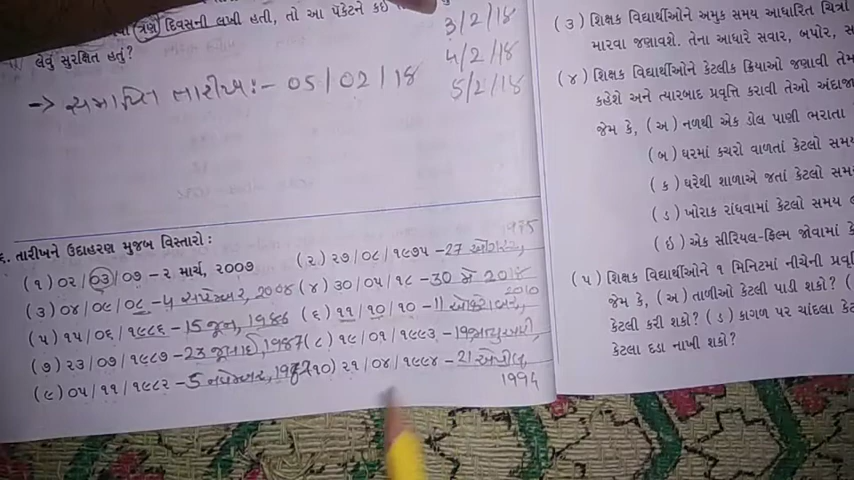 ત્રણ દિવસની લખી હતી, તો આ પૅકેટને કઈ
લેવું સુરક્ષિત હતું?
3/2/18
4/2/18
5/2/18
→ સમાપ્તિ તારીખ:- 05/02/18
૬. તારીખને ઉદાહરણ મુજબ વિસ્તારો :
(૧) ૦૨/૦૩/૦૭ - ૨ માર્ચ, ૨૦૦૭ (૨) ૨૭/૦૮/૧૯૭૫ - 27 ઓગસ્ટ, 1975
(૩) ૦૪/૦૯/૦૮ - 4 સપ્ટેમ્બર, 2008 (૪) ૩૦/૦૫/૧૮ - 30 મે 2018
(૫) ૧૫/૦૬/૧૯૮૬ - 15 જૂન, 1986 (૬) ૧૧/૧૦/૧૦ - 11 ઓક્ટોબર, 2010
(૭) ૨૩/૦૭/૧૯૮૭ - 23 જુલાઈ, 1987 (૮) ૧૯/૦૧/૧૯૯૩ - 19 જાન્યુઆરી,
(૯) ૦૫/૧૧/૧૯૮૨ - 5 નવેમ્બર, (૧૦) ૨૧/૦૪/૧૯૯૪ - 21 એપ્રિલ,
1994
(૩) શિક્ષક વિદ્યાર્થીઓને અમુક સમય આધારિત ચિત્રો
મારવા જણાવશે. તેના આધારે સવાર, બપોર,
(૪) શિક્ષક વિદ્યાર્થીઓને કેટલીક ક્રિયાઓ જણાવી
કહેશે અને ત્યારબાદ પ્રવૃત્તિ કરાવી તેઓ
જેમ કે, (અ) નળથી એક ડોલ પાણી ભરાતા
(બ) ઘરમાં કચરો વાળતાં કેટલો
(ક) ઘરેથી શાળાએ જતાં કેટલો
(ડ) ખોરાક રાંધવામાં કેટલો સમય
(ઇ) એક સીરિયલ-ફિલ્મ જોવામાં
(૫) શિક્ષક વિદ્યાર્થીઓને ૧ મિનિટમાં નીચેની
જેમ કે, (અ) તાળીઓ કેટલી પાડી શકો?
કેટલી કરી શકો? (ડ) કાગળ પર ચાંદલા
કેટલા દડા નાખી શકો?